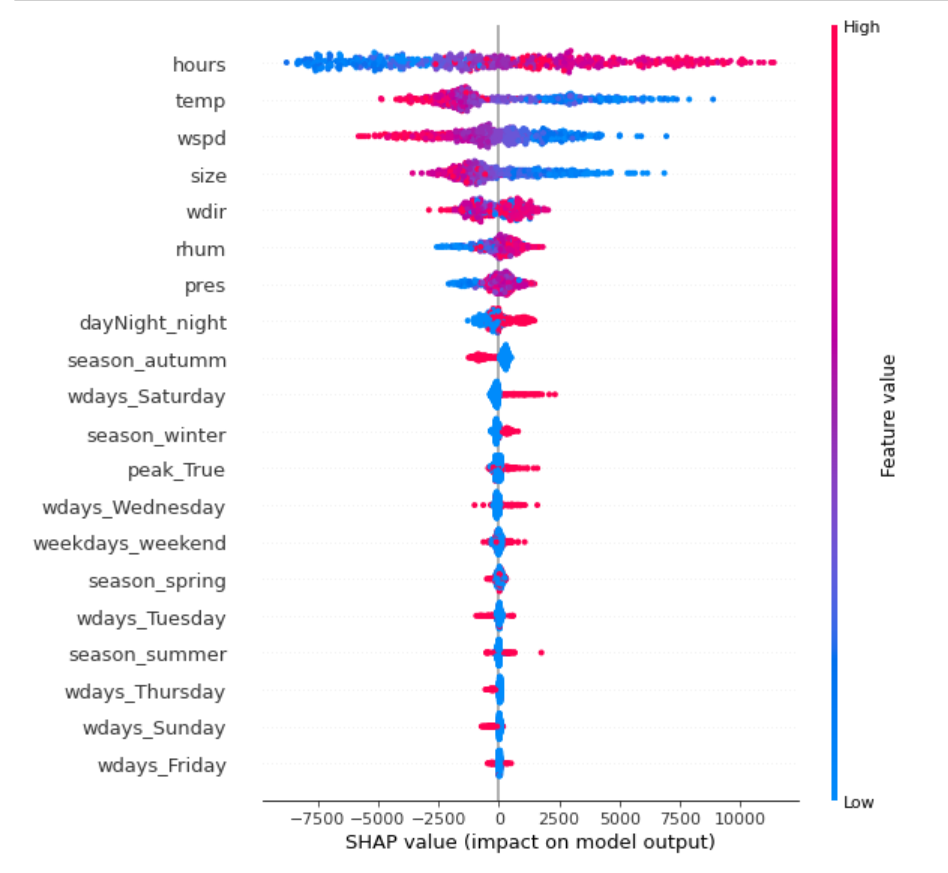 High
hours
temp
wspd
size
wdir
rhum
pres
dayNight_night
season_autumm
wdays_Saturday
season_winter
peak_True
wdays_Wednesday
weekdays_weekend
season_spring
wdays_Tuesday
season_summer
wdays_Thursday
wdays_Sunday
wdays_Friday
Feature value
Low
−7500 −5000 −2500 0 2500 5000 7500 10000
SHAP value (impact on model output)